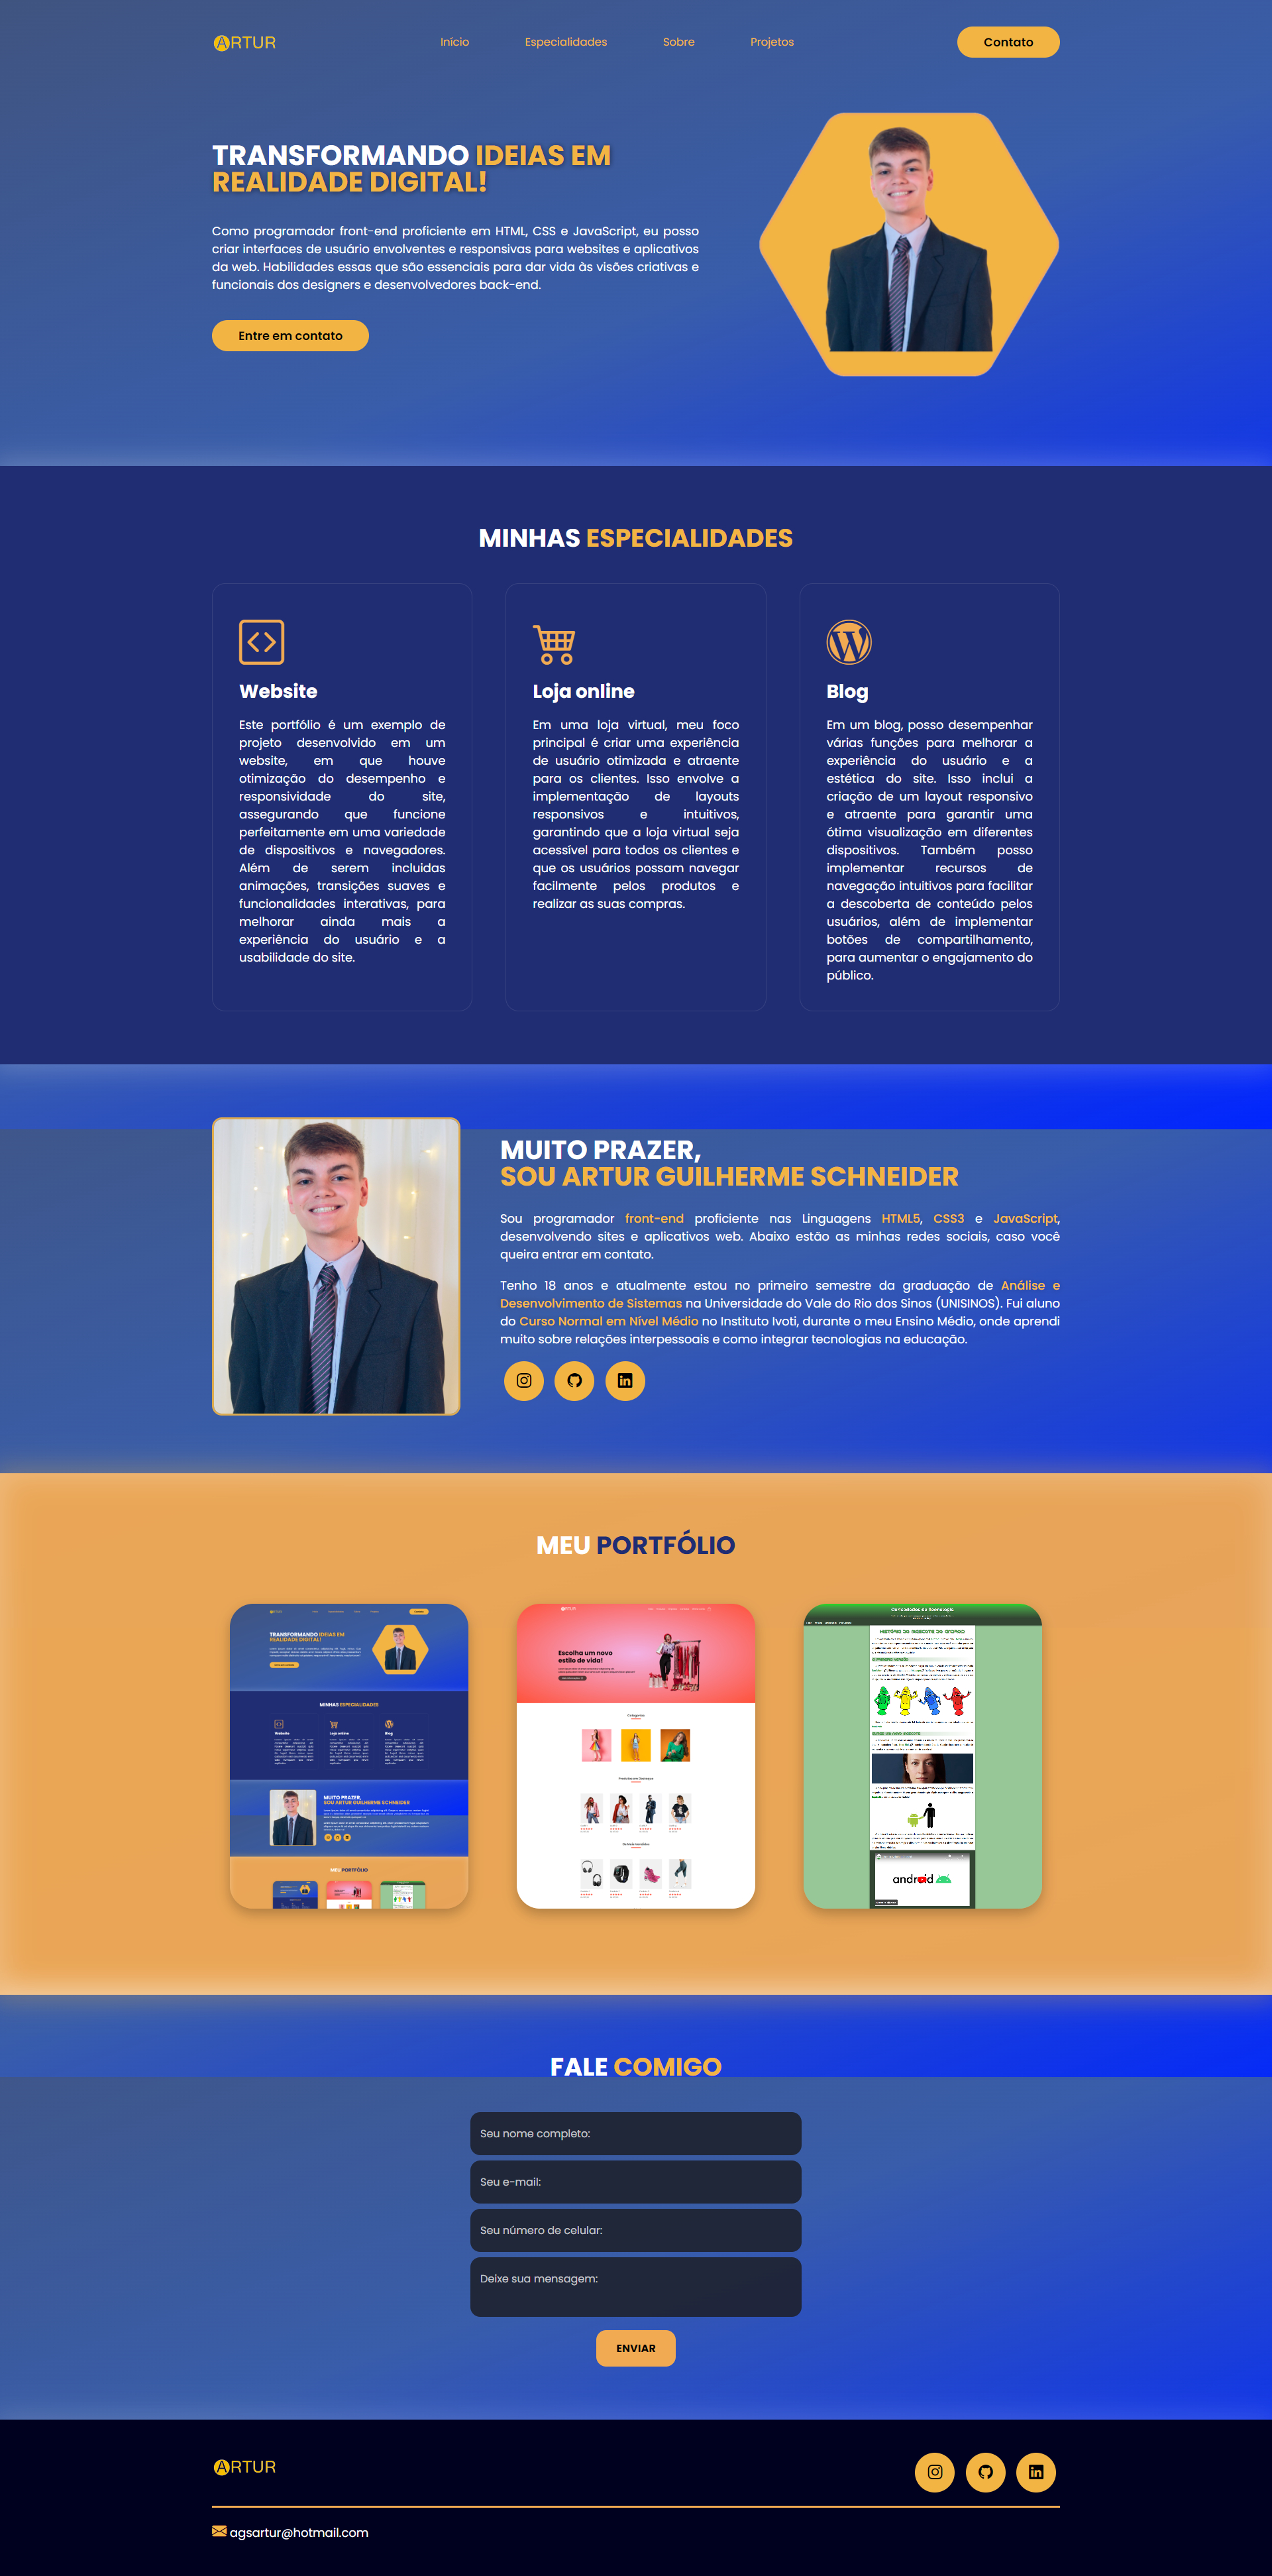 ARTUR
Início Especialidades Sobre Projetos Contato
TRANSFORMANDO IDEIAS EM
REALIDADE DIGITAL!
Como programador front-end proficiente em HTML, CSS e JavaScript, eu posso
criar interfaces de usuário envolventes e responsivas para websites e aplicativos
da web. Habilidades essas que são essenciais para dar vida às visões criativas e
funcionais dos designers e desenvolvedores back-end.
Entre em contato
MINHAS ESPECIALIDADES
Website
Este portfólio é um exemplo de
projeto desenvolvido em um
website, em que houve
otimização do desempenho e
responsividade do site,
assegurando que funcione
perfeitamente em uma variedade
de dispositivos e navegadores.
Além de serem incluidas
animações, transições suaves e
funcionalidades interativas, para
melhorar ainda mais a
experiência do usuário e a
usabilidade do site.
Loja online
Em uma loja virtual, meu foco
principal é criar uma experiência
de usuário otimizada e atraente
para os clientes. Isso envolve a
implementação de layouts
responsivos e intuitivos,
garantindo que a loja virtual seja
acessível para todos os clientes e
que os usuários possam navegar
facilmente pelos produtos e
realizar as suas compras.
Blog
Em um blog, posso desempenhar
várias funções para melhorar a
experiência do usuário e a
estética do site. Isso inclui a
criação de um layout responsivo
e atraente para garantir uma
ótima visualização em diferentes
dispositivos. Também posso
implementar recursos de
navegação intuitivos para facilitar
a descoberta de conteúdo pelos
usuários, além de implementar
botões de compartilhamento,
para aumentar o engajamento do
público.
MUITO PRAZER,
SOU ARTUR GUILHERME SCHNEIDER
Sou programador front-end proficiente nas Linguagens HTML5, CSS3 e JavaScript,
desenvolvendo sites e aplicativos web. Abaixo estão as minhas redes sociais, caso você
queira entrar em contato.
Tenho 18 anos e atualmente estou no primeiro semestre da graduação de Análise e
Desenvolvimento de Sistemas na Universidade do Vale do Rio dos Sinos (UNISINOS). Fui aluno
do Curso Normal em Nível Médio no Instituto Ivoti, durante o meu Ensino Médio, onde aprendi
muito sobre relações interpessoais e como integrar tecnologias na educação.
MEU PORTFÓLIO
TRANSFORMANDO IDEIAS EM
REALIDADE DIGITAL!
MINHAS ESPECIALIDADES
Website Loja online Blog
MUITO PRAZER,
SOU ARTUR GUILHERME SCHNEIDER
MEU PORTFÓLIO
Escolha um novo
estilo de vida!
Categorias
Produtos em Destaque
Curiosidades de Tecnologia
HISTÓRIA DO MASCOTE DO ANDROID
android
FALE COMIGO
Seu nome completo:
Seu e-mail:
Seu número de celular:
Deixe sua mensagem:
ENVIAR
ARTUR
agsartur@hotmail.com